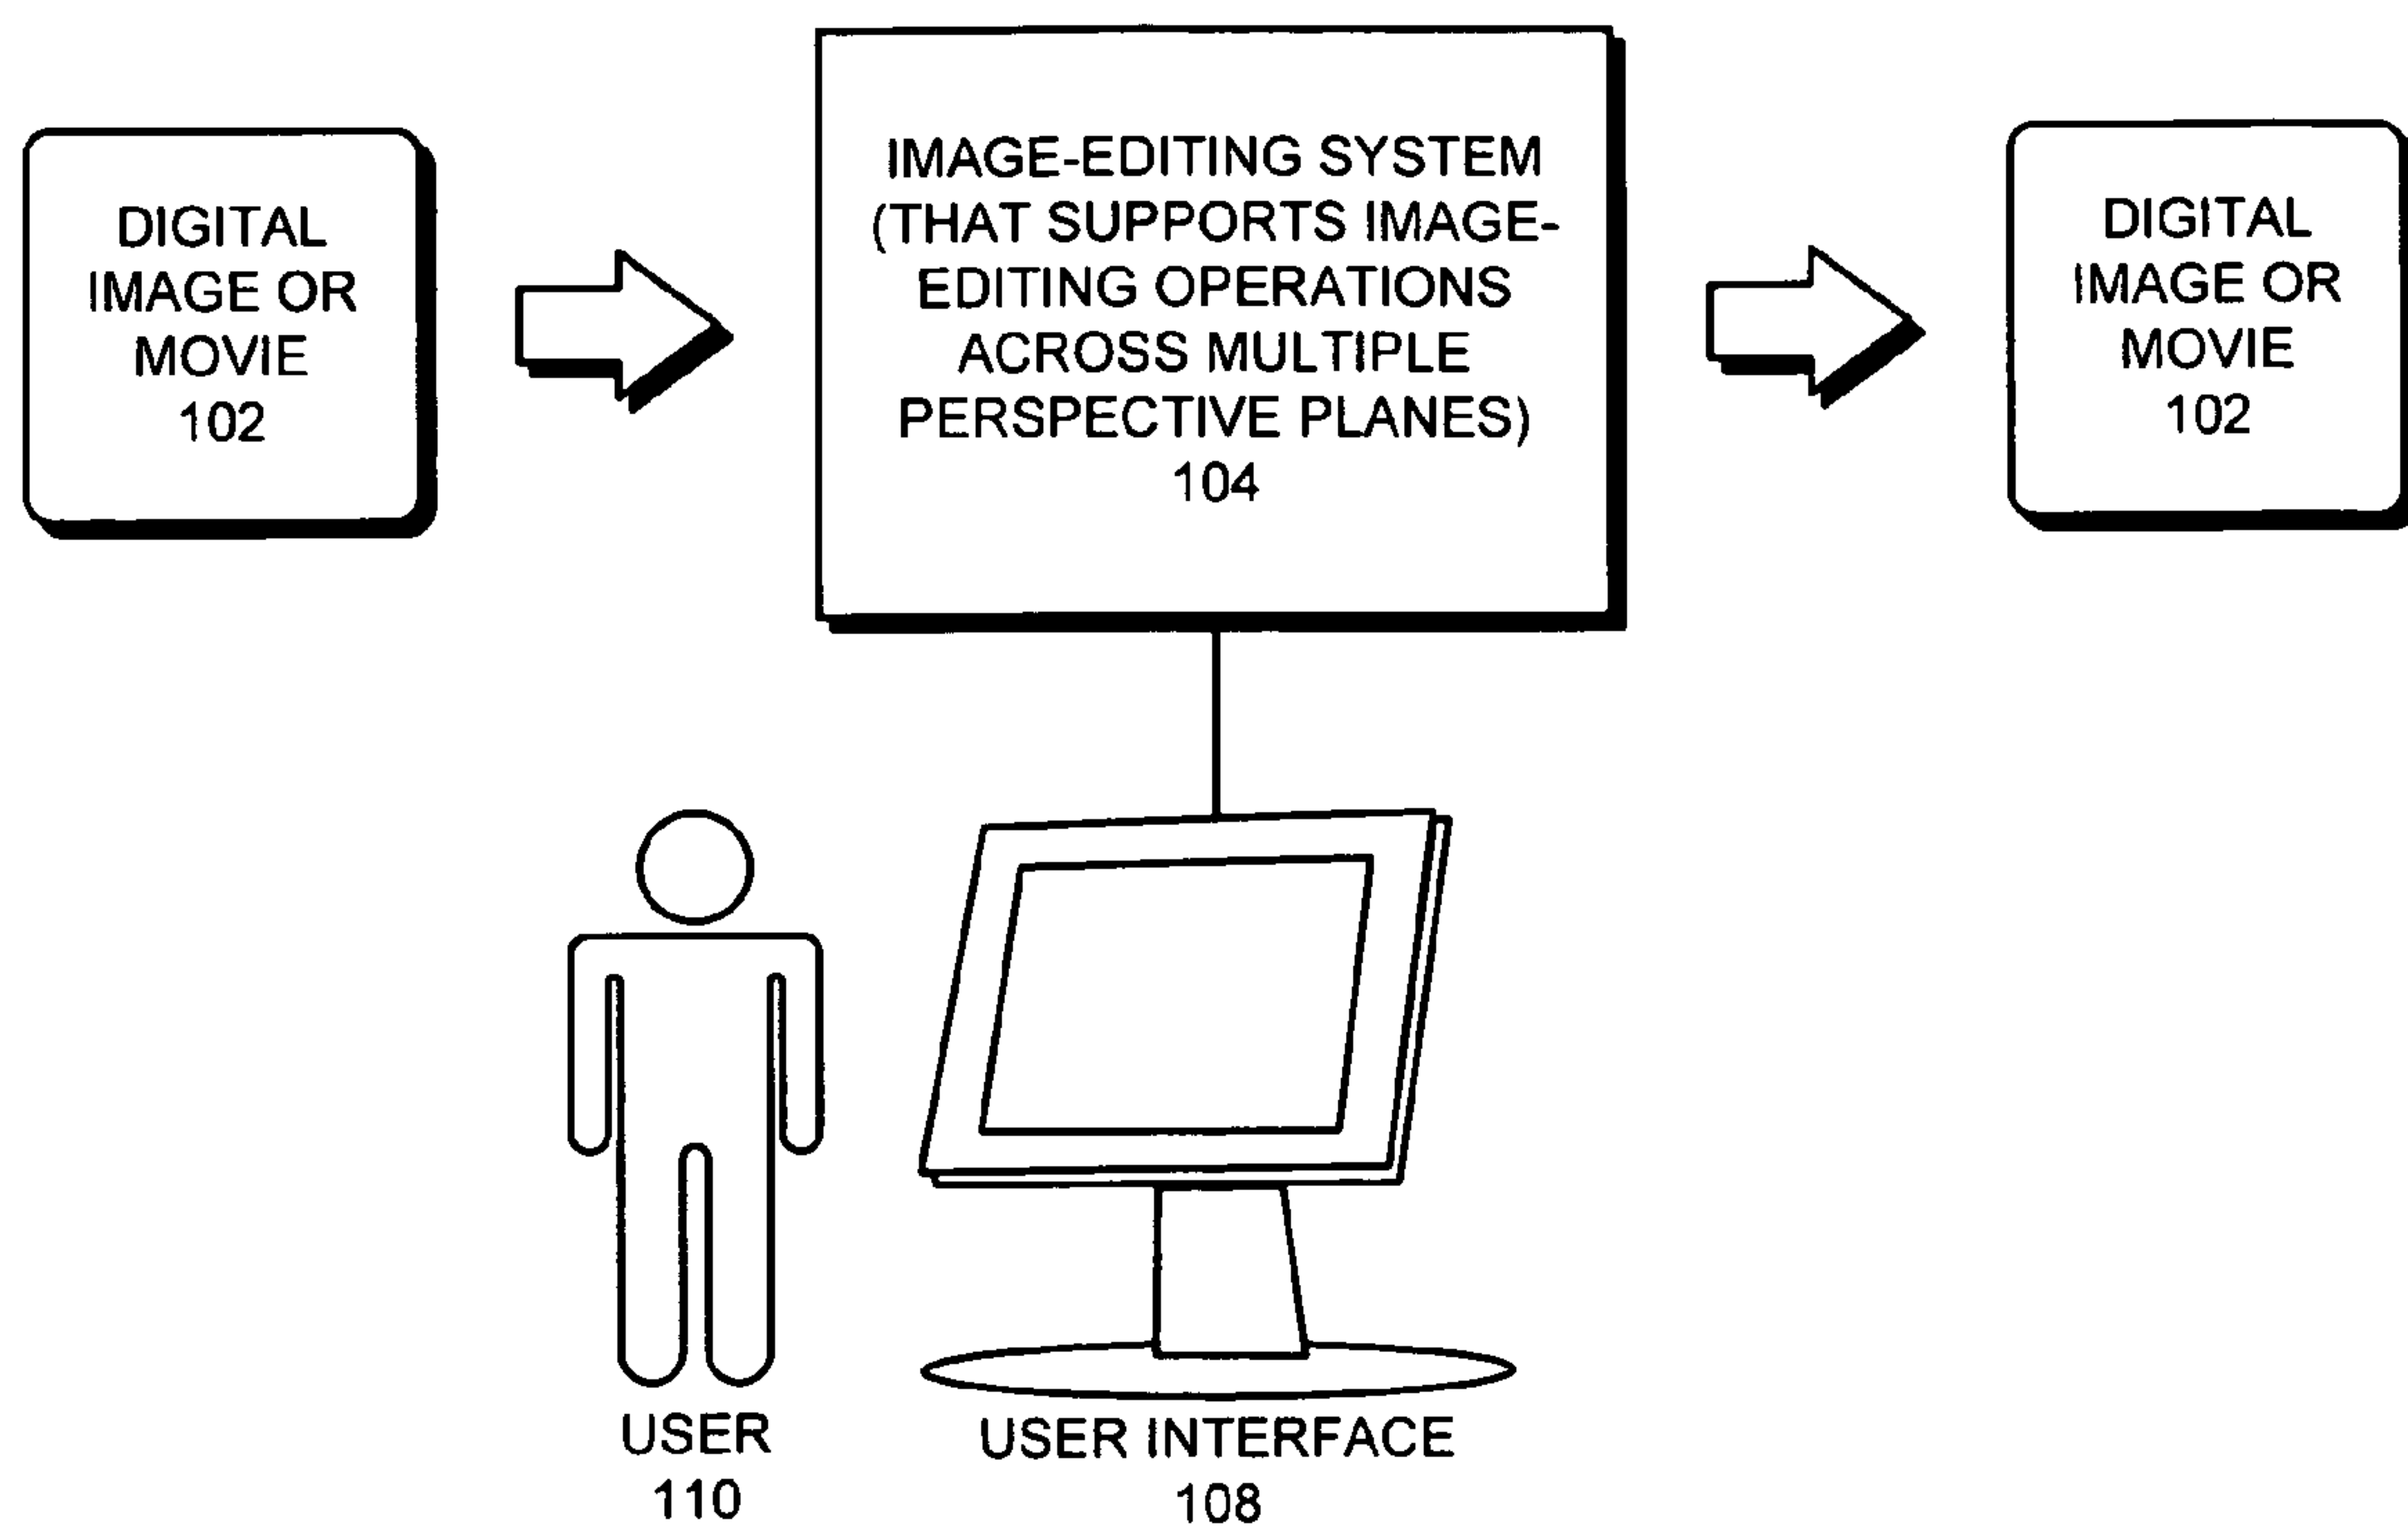 DIGITAL
IMAGE OR
MOVIE
102
IMAGE-EDITING SYSTEM
(THAT SUPPORTS IMAGE-
EDITING OPERATIONS
ACROSS MULTIPLE
PERSPECTIVE PLANES)
104
DIGITAL
IMAGE OR
MOVIE
102
USER
110
USER INTERFACE
108